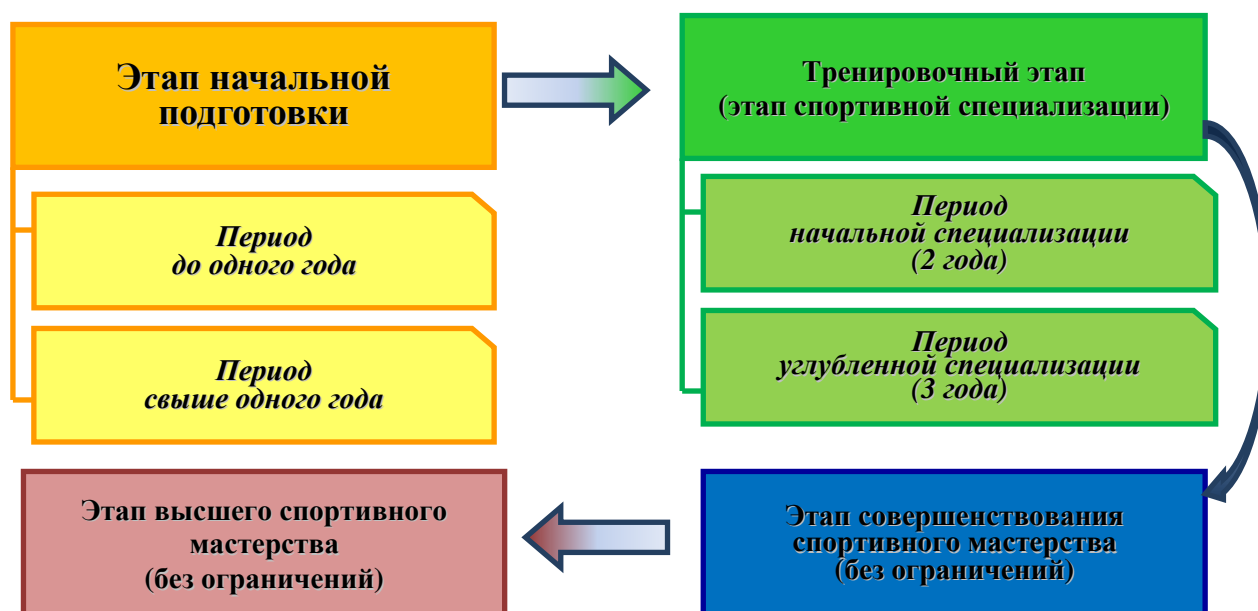 Этап начальной
подготовки
Период
до одного года
Период
свыше одного года
Тренировочный этап
(этап спортивной специализации)
Период
начальной специализации
(2 года)
Период
углубленной специализации
(3 года)
Этап совершенствования
спортивного мастерства
(без ограничений)
Этап высшего спортивного
мастерства
(без ограничений)